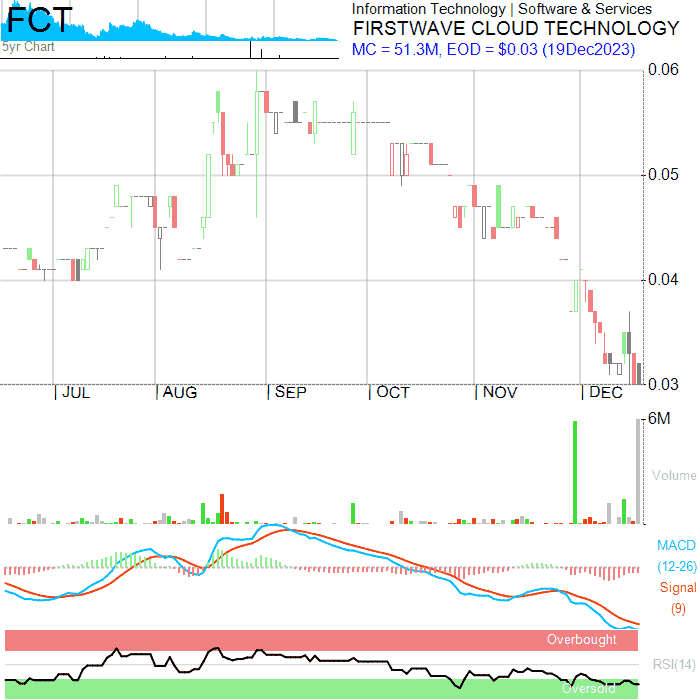 FCT
5yr Chart
Information Technology | Software & Services
FIRSTWAVE CLOUD TECHNOLOGY
MC = 51.3M, EOD = $0.03 (19Dec2023)
0.06
0.05
0.04
0.03
JUL
AUG
SEP
OCT
NOV
DEC
6M
Volume
MACD
(12-26)
Signal
(9)
Overbought
RSI(14)
Oversold